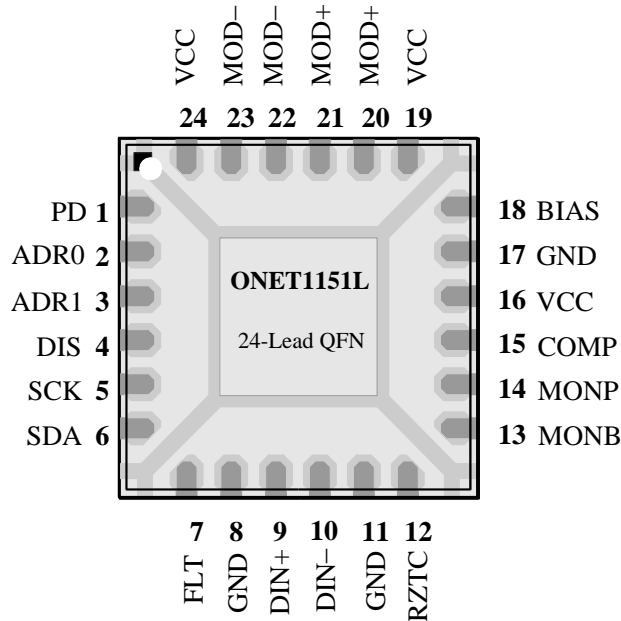 VCC
MOD−
MOD−
MOD+
MOD+
VCC
24 23 22 21 20 19
PD 1
ADR0 2
ADR1 3
DIS 4
SCK 5
SDA 6
ONET1151L
24-Lead QFN
18 BIAS
17 GND
16 VCC
15 COMP
14 MONP
13 MONB
7 8 9 10 11 12
FLT
GND
DIN+
DIN−
GND
RZTC